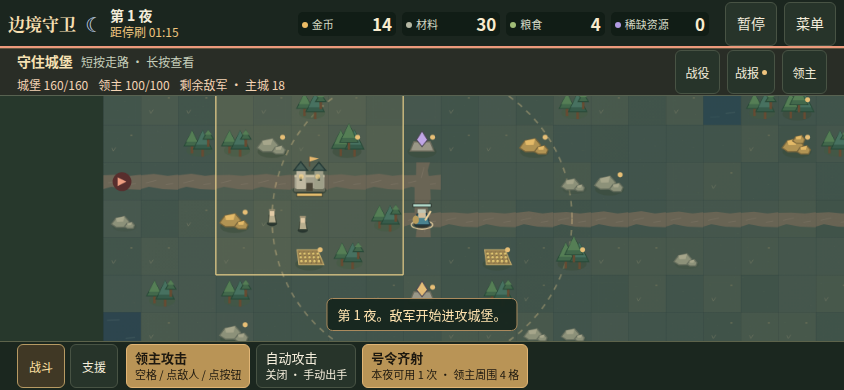 边境守卫
第 1 夜
距停刷 01:15
金币 14
材料 30
粮食 4
稀缺资源 0
暂停
菜单
守住城堡 短按走路 · 长按查看
城堡 160/160 领主 100/100 剩余敌军 · 主城 18
战役
战报
领主
第 1 夜。敌军开始进攻城堡。
战斗
支援
领主攻击
空格 / 点敌人 / 点按钮
自动攻击
关闭 · 手动出手
号令齐射
本夜可用 1 次 · 领主周围 4 格